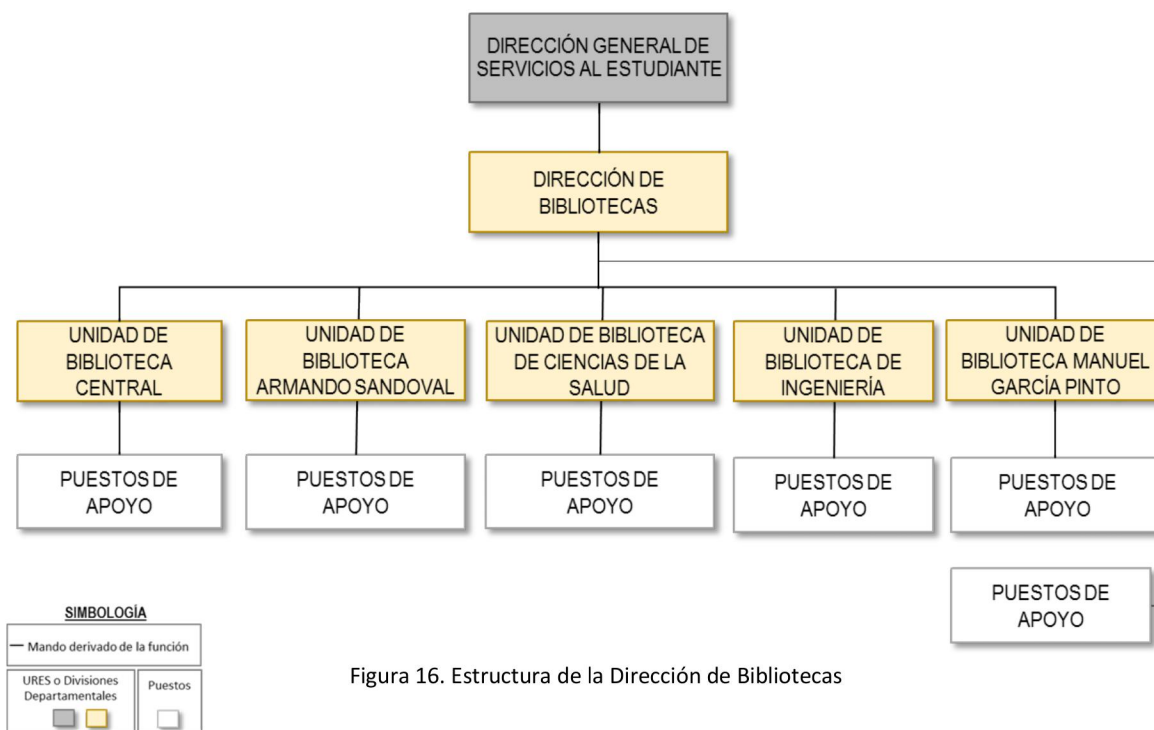 DIRECCIÓN GENERAL DE
SERVICIOS AL ESTUDIANTE
DIRECCIÓN DE
BIBLIOTECAS
UNIDAD DE
BIBLIOTECA
CENTRAL
UNIDAD DE
BIBLIOTECA
ARMANDO SANDOVAL
UNIDAD DE BIBLIOTECA
DE CIENCIAS DE LA
SALUD
UNIDAD DE
BIBLIOTECA DE
INGENIERÍA
UNIDAD DE
BIBLIOTECA MANUEL
GARCÍA PINTO
PUESTOS DE
APOYO
PUESTOS DE
APOYO
PUESTOS DE
APOYO
PUESTOS DE
APOYO
PUESTOS DE
APOYO
PUESTOS DE
APOYO
SIMBOLOGÍA
Mando derivado de la función
URES o Divisiones
Departamentales
Puestos
Figura 16. Estructura de la Dirección de Bibliotecas